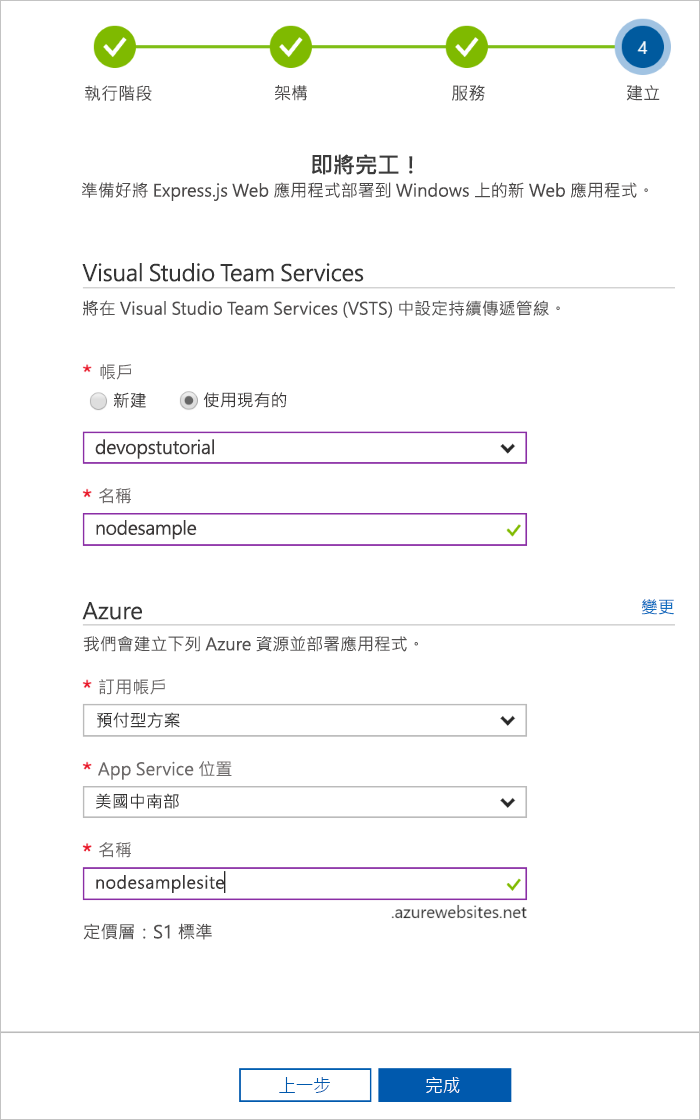 4
執行階段 架構 服務 建立
即將完工！
準備好將 Express.js Web 應用程式部署到 Windows 上的新 Web 應用程式。
Visual Studio Team Services
將在 Visual Studio Team Services (VSTS) 中設定持續傳遞管線。
* 帳戶
新建 使用現有的
devopstutorial
* 名稱
nodesample
Azure 變更
我們會建立下列 Azure 資源並部署應用程式。
* 訂用帳戶
預付型方案
* App Service 位置
美國中南部
* 名稱
nodesamplesite
.azurewebsites.net
定價層：S1 標準
上一步 完成